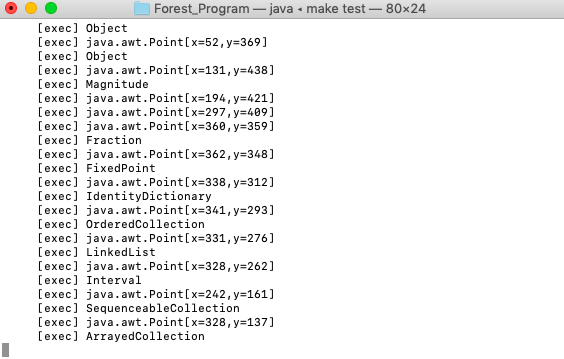 Forest_Program — java ◂ make test — 80×24
[exec] Object
[exec] java.awt.Point[x=52,y=369]
[exec] Object
[exec] java.awt.Point[x=131,y=438]
[exec] Magnitude
[exec] java.awt.Point[x=194,y=421]
[exec] java.awt.Point[x=297,y=409]
[exec] java.awt.Point[x=360,y=359]
[exec] Fraction
[exec] java.awt.Point[x=362,y=348]
[exec] FixedPoint
[exec] java.awt.Point[x=338,y=312]
[exec] IdentityDictionary
[exec] java.awt.Point[x=341,y=293]
[exec] OrderedCollection
[exec] java.awt.Point[x=331,y=276]
[exec] LinkedList
[exec] java.awt.Point[x=328,y=262]
[exec] Interval
[exec] java.awt.Point[x=242,y=161]
[exec] SequenceableCollection
[exec] java.awt.Point[x=328,y=137]
[exec] ArrayedCollection